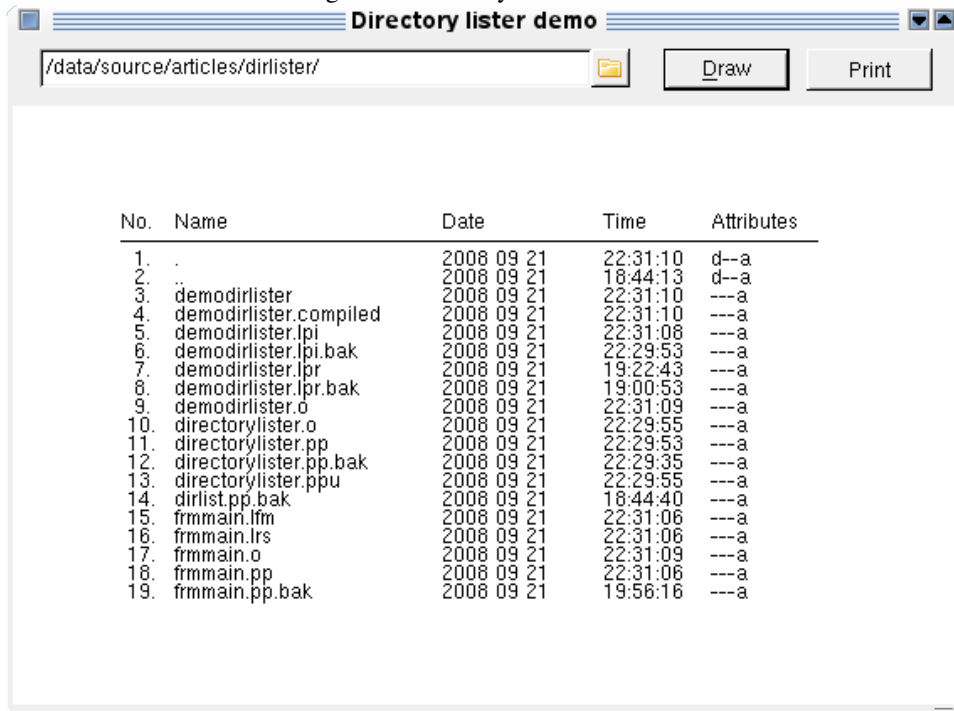 Directory lister demo
/data/source/articles/dirlister/ Draw Print
No. Name Date Time Attributes
1. . 2008 09 21 22:31:10 d--a
2. .. 2008 09 21 18:44:13 d--a
3. demodirlister 2008 09 21 22:31:10 ---a
4. demodirlister.compiled 2008 09 21 22:31:10 ---a
5. demodirlister.lpi 2008 09 21 22:31:08 ---a
6. demodirlister.lpi.bak 2008 09 21 22:29:53 ---a
7. demodirlister.lpr 2008 09 21 19:22:43 ---a
8. demodirlister.lpr.bak 2008 09 21 19:00:53 ---a
9. demodirlister.o 2008 09 21 22:31:09 ---a
10. directorylister.o 2008 09 21 22:29:55 ---a
11. directorylister.pp 2008 09 21 22:29:53 ---a
12. directorylister.pp.bak 2008 09 21 22:29:35 ---a
13. directorylister.ppu 2008 09 21 22:29:55 ---a
14. dirlist.pp.bak 2008 09 21 18:44:40 ---a
15. frmmain.lfm 2008 09 21 22:31:06 ---a
16. frmmain.lrs 2008 09 21 22:31:06 ---a
17. frmmain.o 2008 09 21 22:31:09 ---a
18. frmmain.pp 2008 09 21 22:31:06 ---a
19. frmmain.pp.bak 2008 09 21 19:56:16 ---a